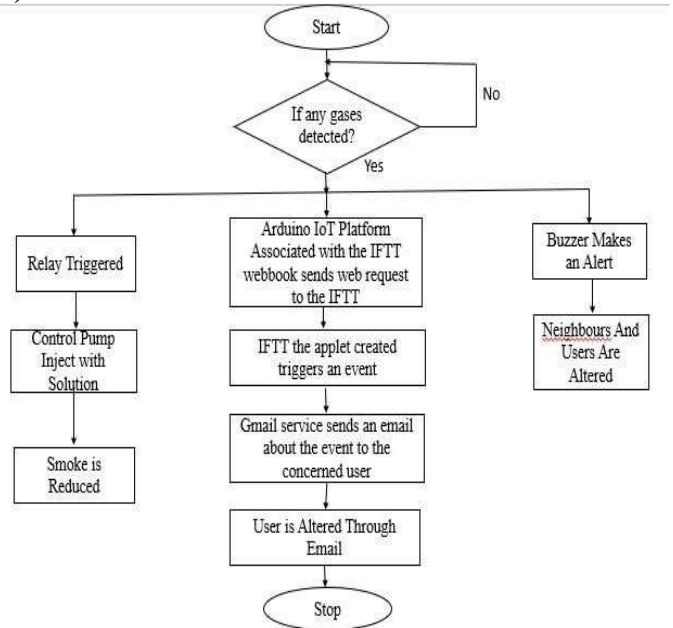 Start
If any gases
detected?
No
Yes
Relay Triggered
Control Pump
Inject with
Solution
Smoke is
Reduced
Arduino IoT Platform
Associated with the IFTT
webbook sends web request
to the IFTT
IFTT the applet created
triggers an event
Gmail service sends an email
about the event to the
concerned user
User is Altered Through
Email
Stop
Buzzer Makes
an Alert
Neighbours And
Users Are
Altered